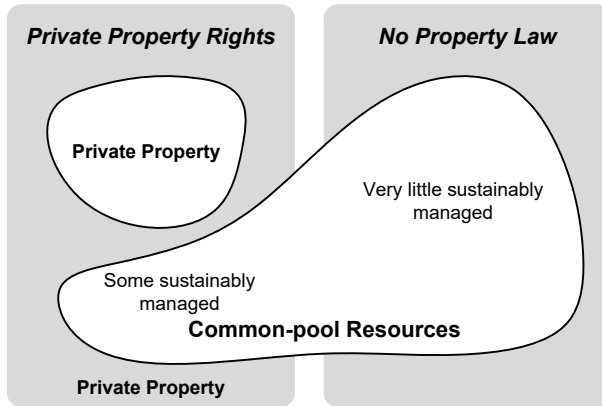 Private Property Rights
No Property Law
Private Property
Very little sustainably
managed
Some sustainably
managed
Common-pool Resources
Private Property